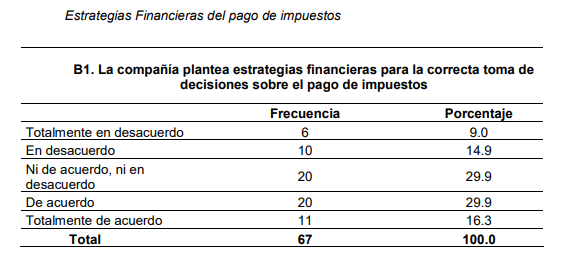 Estrategias Financieras del pago de impuestos
B1. La compañía plantea estrategias financieras para la correcta toma de
decisiones sobre el pago de impuestos
Frecuencia Porcentaje
Totalmente en desacuerdo 6 9.0
En desacuerdo 10 14.9
Ni de acuerdo, ni en
desacuerdo 20 29.9
De acuerdo 20 29.9
Totalmente de acuerdo 11 16.3
Total 67 100.0